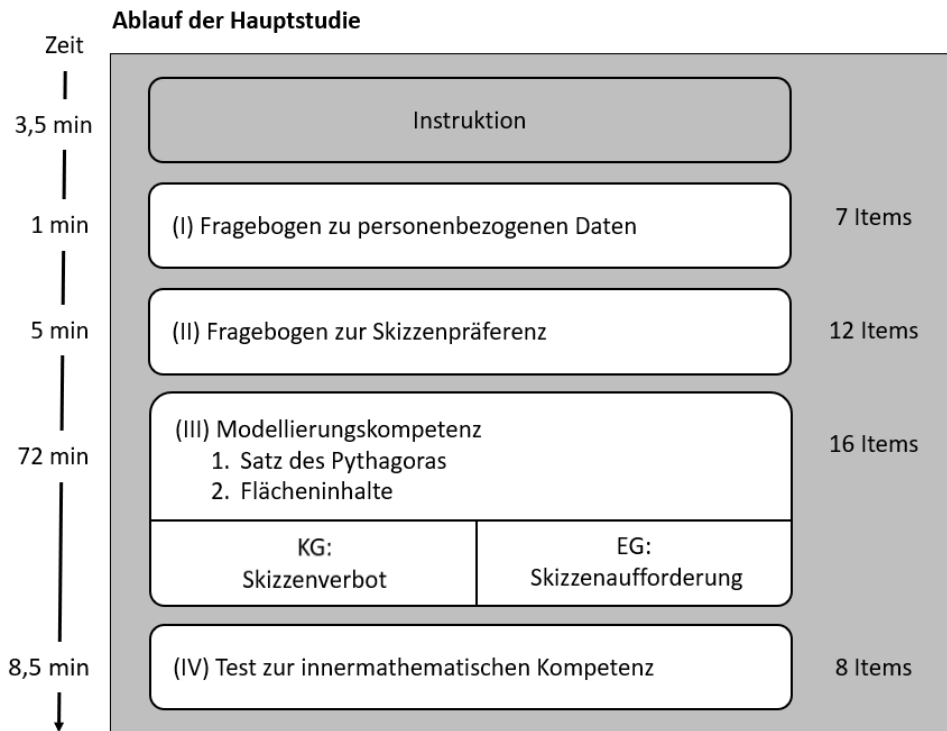 Ablauf der Hauptstudie
Zeit
3,5 min
Instruktion
1 min
(I) Fragebogen zu personenbezogenen Daten
7 Items
5 min
(II) Fragebogen zur Skizzenpräferenz
12 Items
72 min
(III) Modellierungskompetenz
1. Satz des Pythagoras
2. Flächeninhalte
16 Items
KG:
Skizzenverbot
EG:
Skizzenaufforderung
8,5 min
(IV) Test zur innermathematischen Kompetenz
8 Items